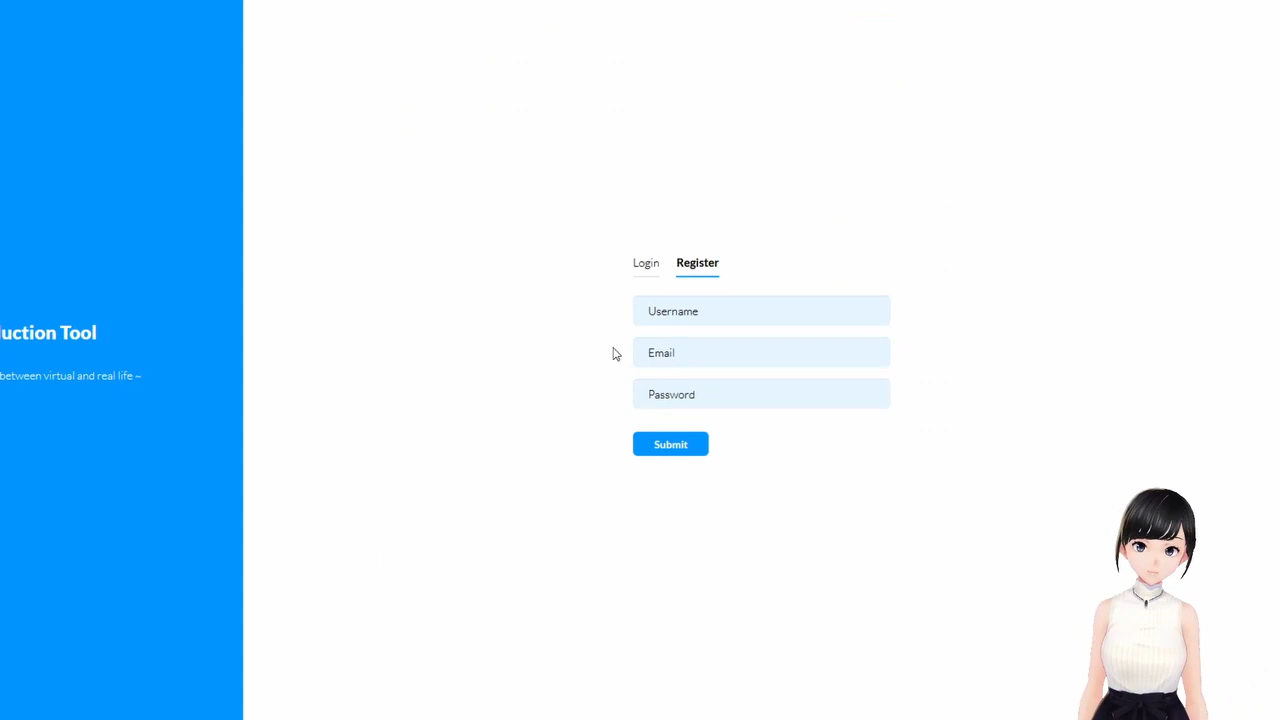 uction Tool
between virtual and real life ~
Login Register
Username
Email
Password
Submit